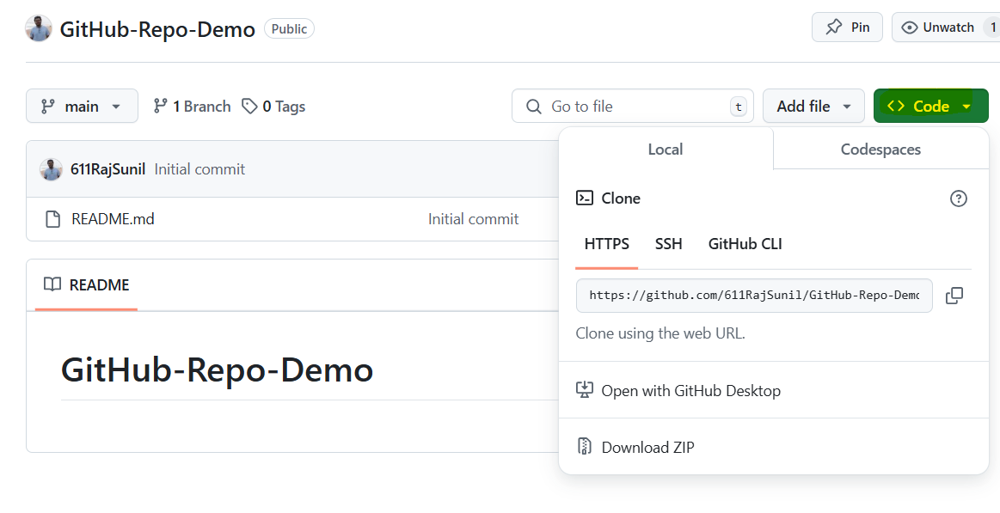 GitHub-Repo-Demo Public Pin Unwatch 1
main 1 Branch 0 Tags Go to file t Add file <> Code
611RajSunil Initial commit
README.md Initial commit
README
GitHub-Repo-Demo
Local Codespaces
Clone
HTTPS SSH GitHub CLI
https://github.com/611RajSunil/GitHub-Repo-Demo
Clone using the web URL.
Open with GitHub Desktop
Download ZIP